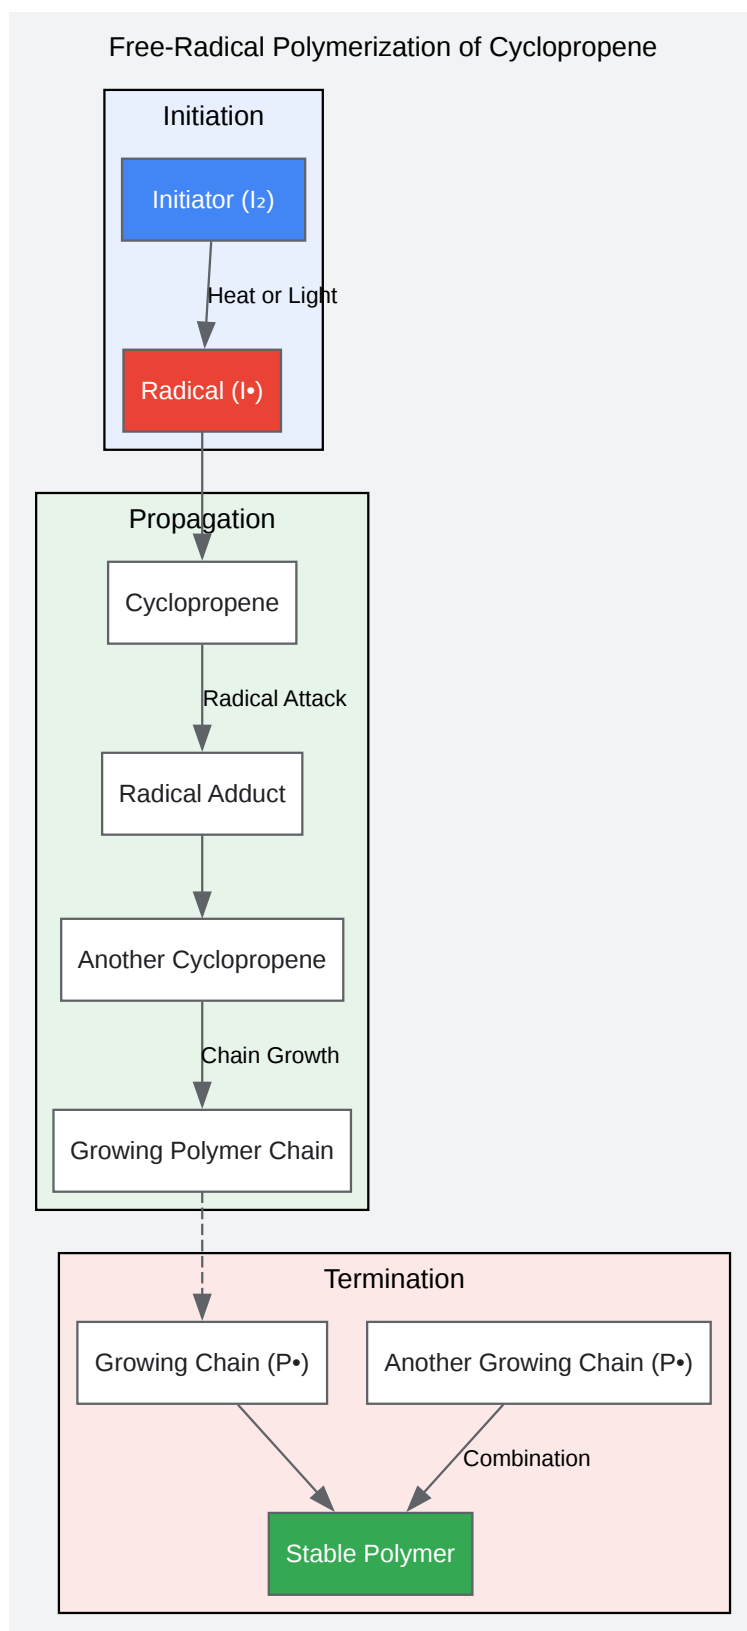 Free-Radical Polymerization of Cyclopropene
Initiation
Initiator (I₂)
Heat or Light
Radical (I•)
Propagation
Cyclopropene
Radical Attack
Radical Adduct
Another Cyclopropene
Chain Growth
Growing Polymer Chain
Termination
Growing Chain (P•)
Another Growing Chain (P•)
Combination
Stable Polymer